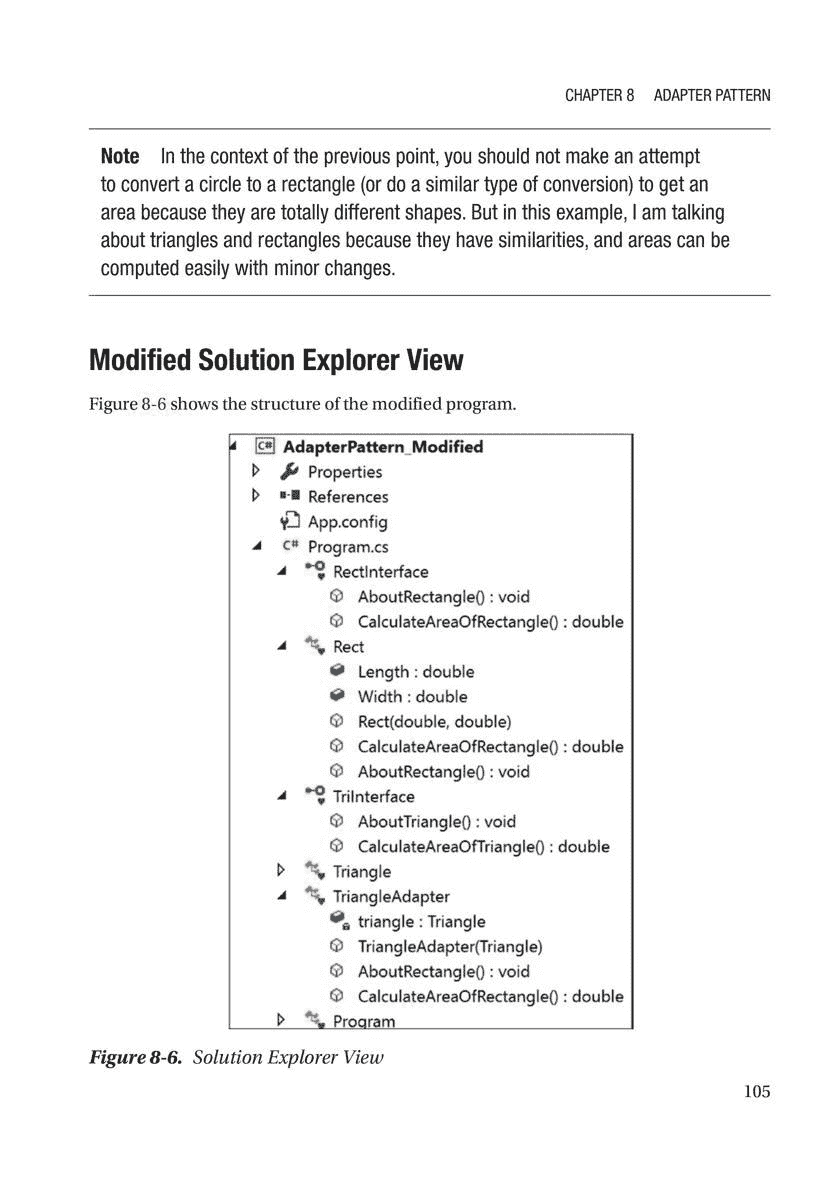 CHAPTER 8 ADAPTER PATTERN
Note In the context of the previous point, you should not make an attempt
to convert a circle to a rectangle (or do a similar type of conversion) to get an
area because they are totally different shapes. But in this example, I am talking
about triangles and rectangles because they have similarities, and areas can be
computed easily with minor changes.
Modified Solution Explorer View
Figure 8-6 shows the structure of the modified program.
C# AdapterPattern_Modified
Properties
References
App.config
C# Program.cs
RectInterface
AboutRectangle() : void
CalculateAreaOfRectangle() : double
Rect
Length : double
Width : double
Rect(double, double)
CalculateAreaOfRectangle() : double
AboutRectangle() : void
TriInterface
AboutTriangle() : void
CalculateAreaOfTriangle() : double
Triangle
TriangleAdapter
triangle : Triangle
TriangleAdapter(Triangle)
AboutRectangle() : void
CalculateAreaOfRectangle() : double
Program
Figure 8-6. Solution Explorer View
105